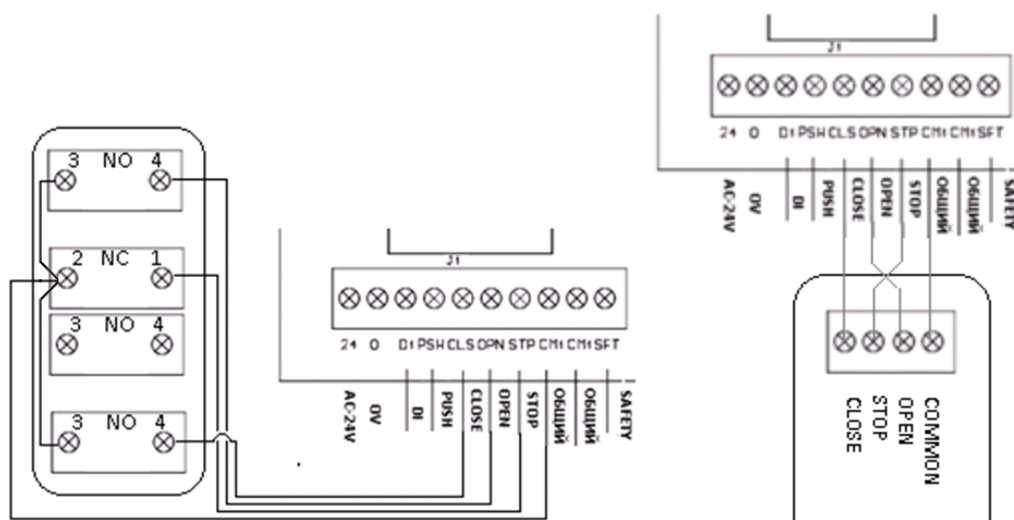 3 NO 4
2 NC 1
3 NO 4
3 NO 4
J1
24 0 D1 PSH CLS OPN STP CM1 CM1 SFT
AC-24V
0V
DI
PUSH
CLOSE
OPEN
STOP
ОБЩИЙ
ОБЩИЙ
SAFETY
J1
24 0 D1 PSH CLS OPN STP CM1 CM1 SFT
AC-24V
0V
DI
PUSH
CLOSE
OPEN
STOP
ОБЩИЙ
ОБЩИЙ
SAFETY
CLOSE
STOP
OPEN
COMMON